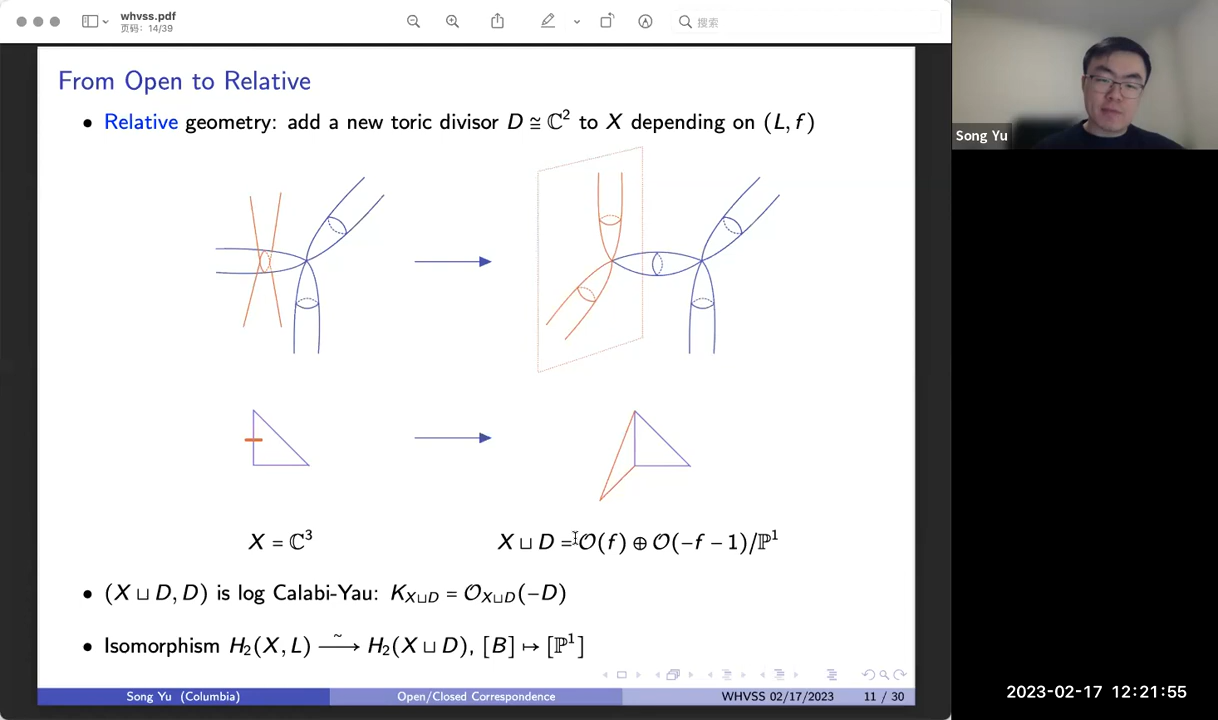 whvss.pdf
页码: 14/39
搜索
From Open to Relative
• Relative geometry: add a new toric divisor D ≅ ℂ² to X depending on (L, f)
X = ℂ³
X ⊔ D = 𝒪(f) ⊕ 𝒪(−f − 1)/ℙ¹
• (X ⊔ D, D) is log Calabi-Yau: K_{X⊔D} = 𝒪_{X⊔D}(−D)
• Isomorphism H₂(X, L) ⟶̃ H₂(X ⊔ D), [B] ↦ [ℙ¹]
Song Yu (Columbia)
Open/Closed Correspondence
WHVSS 02/17/2023
11 / 30
Song Yu
2023-02-17 12:21:55